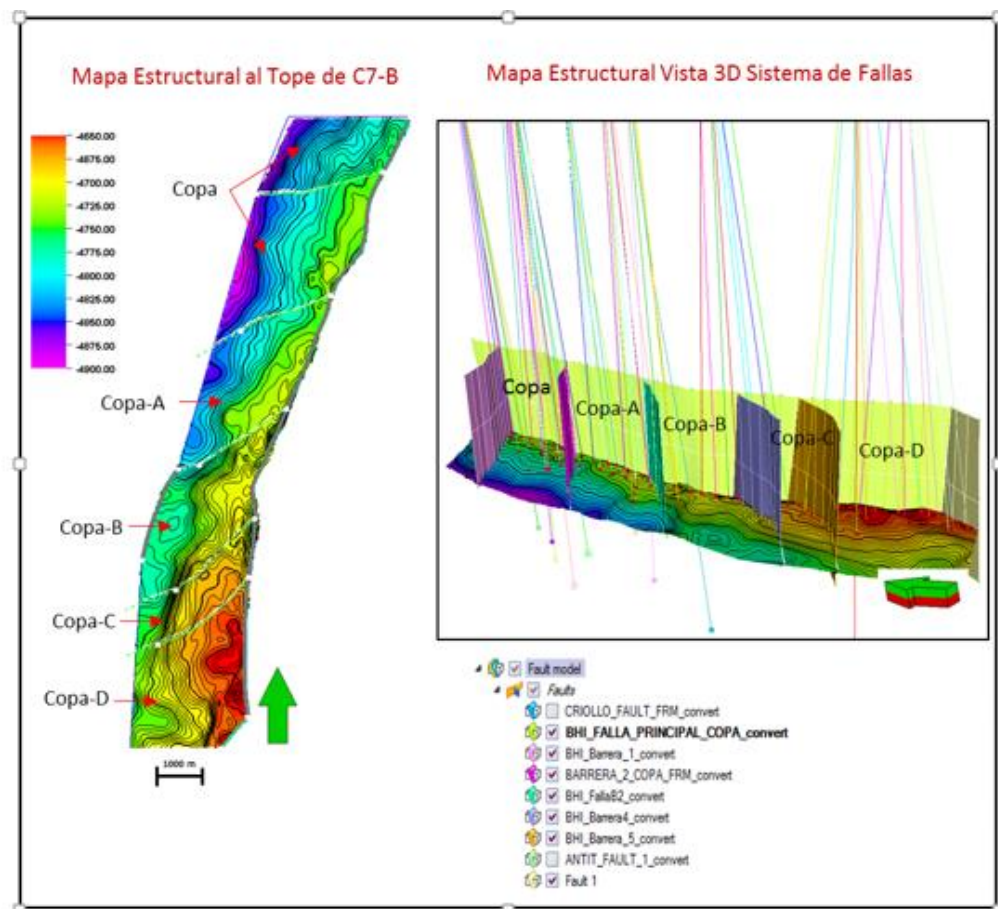 Mapa Estructural al Tope de C7-B
-4650.00
-4875.00
-4700.00
-4725.00
-4750.00
-4775.00
-4800.00
-4825.00
-4850.00
-4875.00
-4900.00
Copa
Copa-A
Copa-B
Copa-C
Copa-D
1000 m
Mapa Estructural Vista 3D Sistema de Fallas
Copa
Copa-A
Copa-B
Copa-C
Copa-D
Fault model
Faults
CRIOLLO_FAULT_FRM_convert
BHI_FALLA_PRINCIPAL_COPA_convert
BHI_Barrera_1_convert
BARRERA_2_COPA_FRM_convert
BHI_FallaB2_convert
BHI_Barrera4_convert
BHI_Barrera_5_convert
ANTIT_FAULT_1_convert
Fault 1